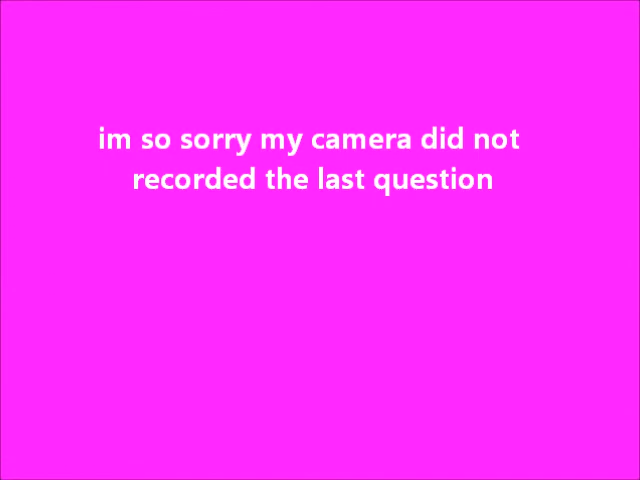 im so sorry my camera did not
recorded the last question